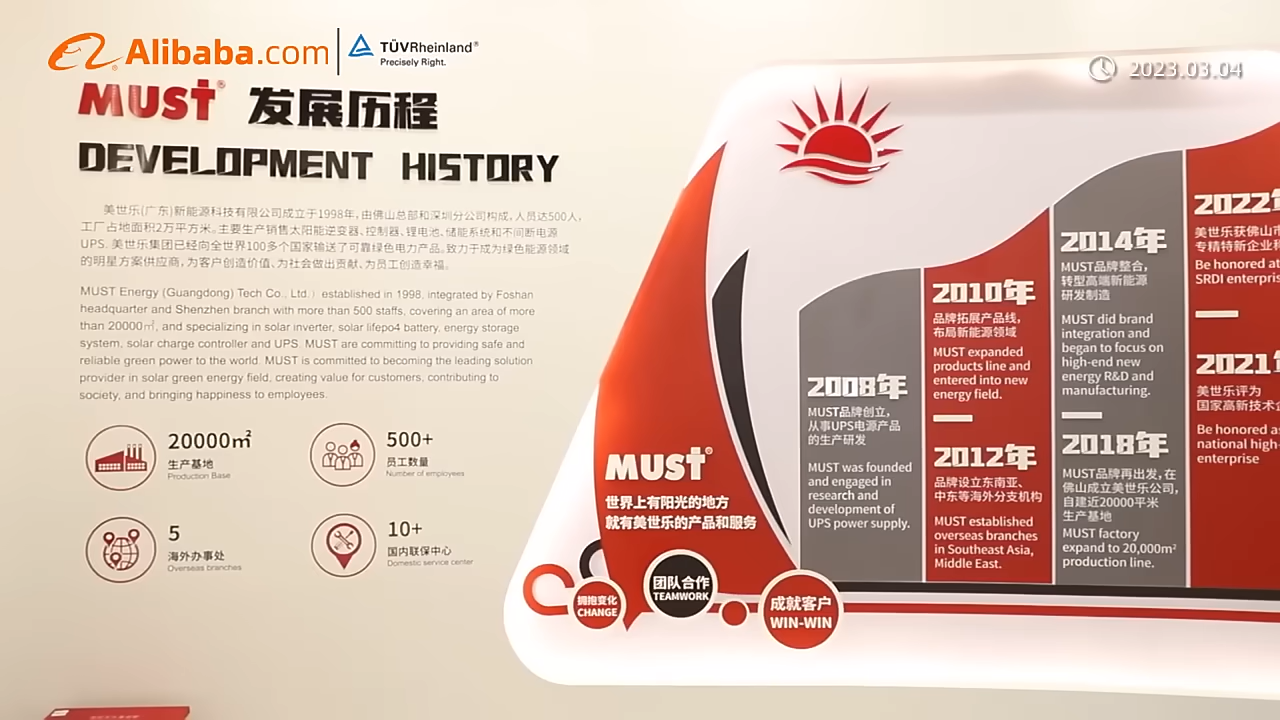 Alibaba.com
TÜVRheinland®
Precisely Right.
2023.03.04
MUST® 发展历程
DEVELOPMENT HISTORY
美世乐(广东)新能源科技有限公司成立于1998年，由佛山总部和深圳分公司构成，人员达500人，
工厂占地面积2万平方米。主要生产销售太阳能逆变器、控制器、锂电池、储能系统和不间断电源
UPS. 美世乐集团已经向全世界100多个国家输送了可靠绿色电力产品。致力于成为绿色能源领域
的明星方案供应商，为客户创造价值、为社会做出贡献、为员工创造幸福。
MUST Energy (Guangdong) Tech Co., Ltd.）established in 1998, integrated by Foshan
headquarter and Shenzhen branch with more than 500 staffs, covering an area of more
than 20000㎡, and specializing in solar inverter, solar lifepo4 battery, energy storage
system, solar charge controller and UPS. MUST are committing to providing safe and
reliable green power to the world. MUST is committed to becoming the leading solution
provider in solar green energy field, creating value for customers, contributing to
society, and bringing happiness to employees.
20000㎡
生产基地
Production Base
500+
员工数量
Number of employees
5
海外办事处
Overseas branches
10+
国内联保中心
Domestic service center
MUST®
世界上有阳光的地方
就有美世乐的产品和服务
拥抱变化
CHANGE
团队合作
TEAMWORK
成就客户
WIN-WIN
2008年
MUST品牌创立，
从事UPS电源产品
的生产研发
MUST was founded
and engaged in
research and
development of
UPS power supply.
2010年
品牌拓展产品线，
布局新能源领域
MUST expanded
products line and
entered into new
energy field.
2012年
品牌设立东南亚、
中东等海外分支机构
MUST established
overseas branches
in Southeast Asia,
Middle East.
2014年
MUST品牌整合，
转型高端新能源
研发制造
MUST did brand
integration and
began to focus on
high-end new
energy R&D and
manufacturing.
2018年
MUST品牌再出发，在
佛山成立美世乐公司，
自建近20000平米
生产基地
MUST factory
expand to 20,000m²
production line.
2022
美世乐获佛山市
专精特新企业
Be honored at
SRDI enterpris
2021
美世乐评为
国家高新技术
Be honored as
national high-
enterprise